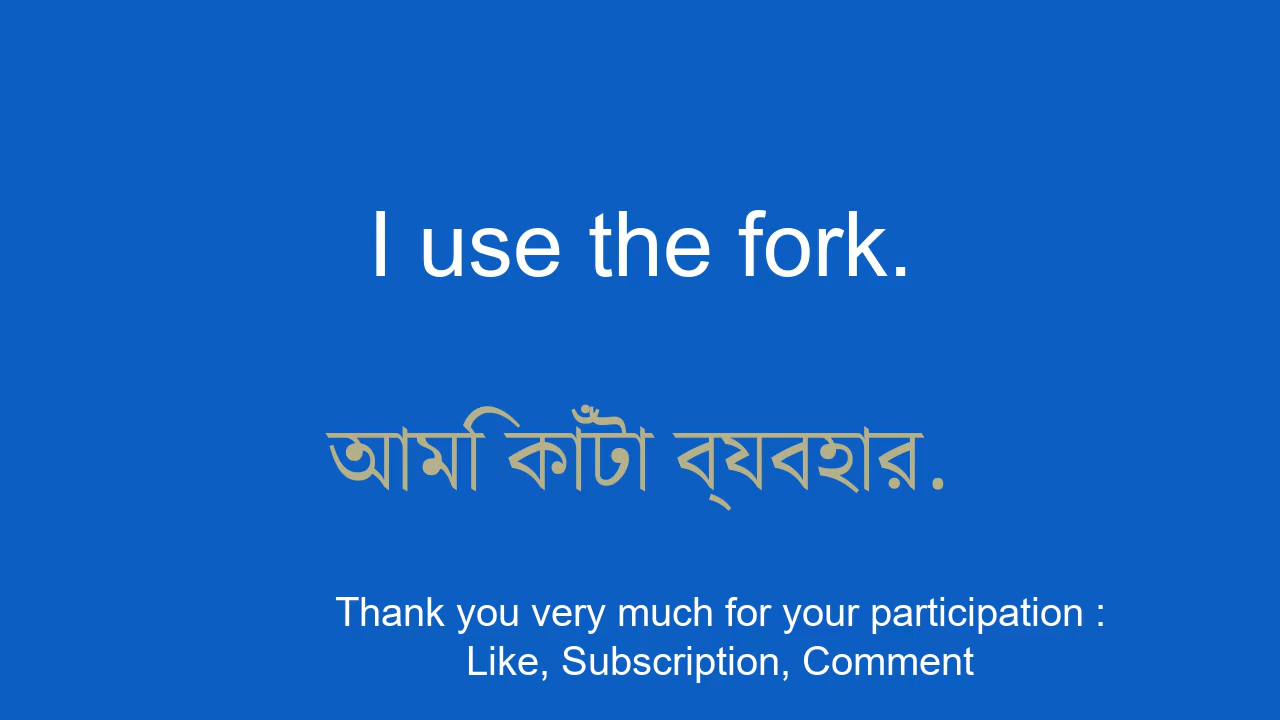 I use the fork.
আমি কাঁটা ব্যবহার.
Thank you very much for your participation :
Like, Subscription, Comment